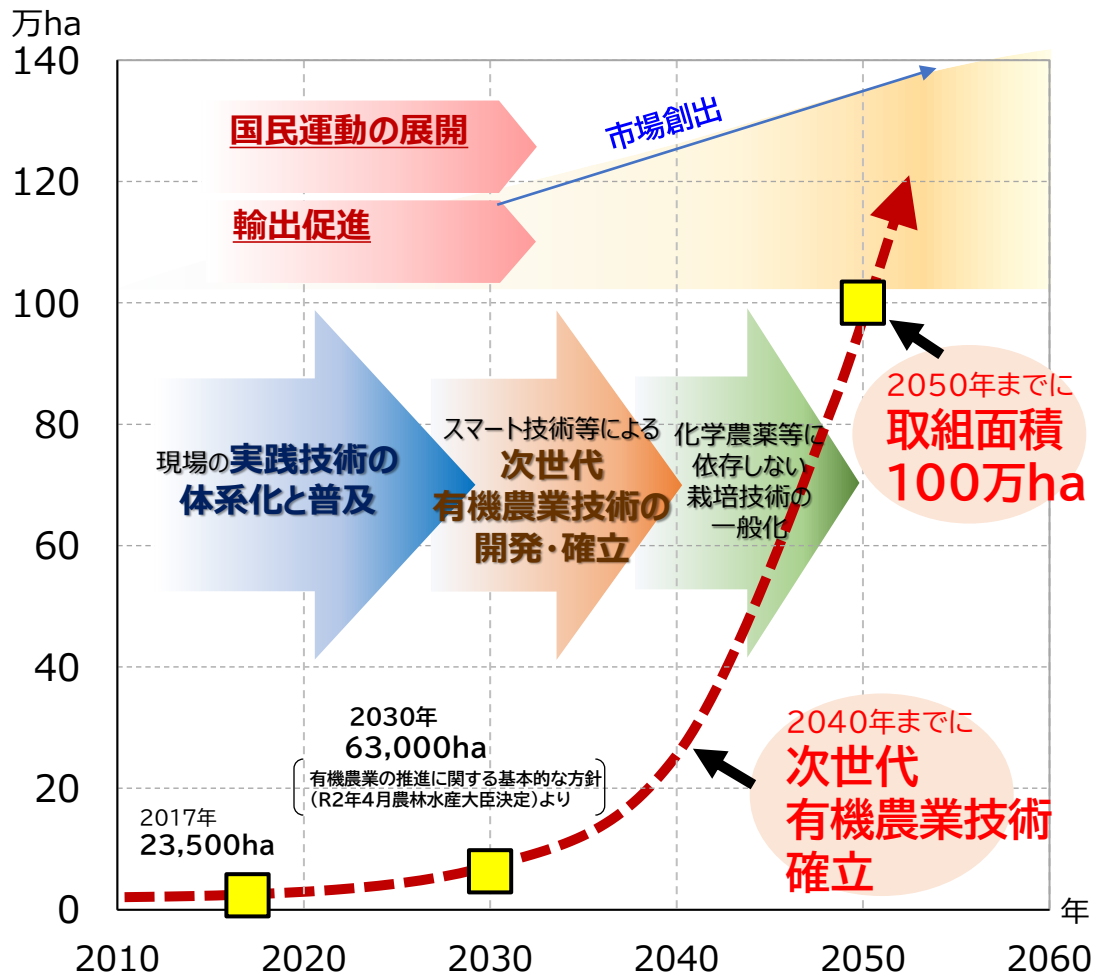 万ha
140
120
100
80
60
40
20
0
国民運動の展開
輸出促進
市場創出
現場の実践技術の
体系化と普及
スマート技術等による
次世代
有機農業技術の
開発・確立
化学農薬等に
依存しない
栽培技術の
一般化
2050年までに
取組面積
100万ha
2040年までに
次世代
有機農業技術
確立
2030年
63,000ha
有機農業の推進に関する基本的な方針
（R2年4月農林水産大臣決定）より
2017年
23,500ha
年
2010 2020 2030 2040 2050 2060